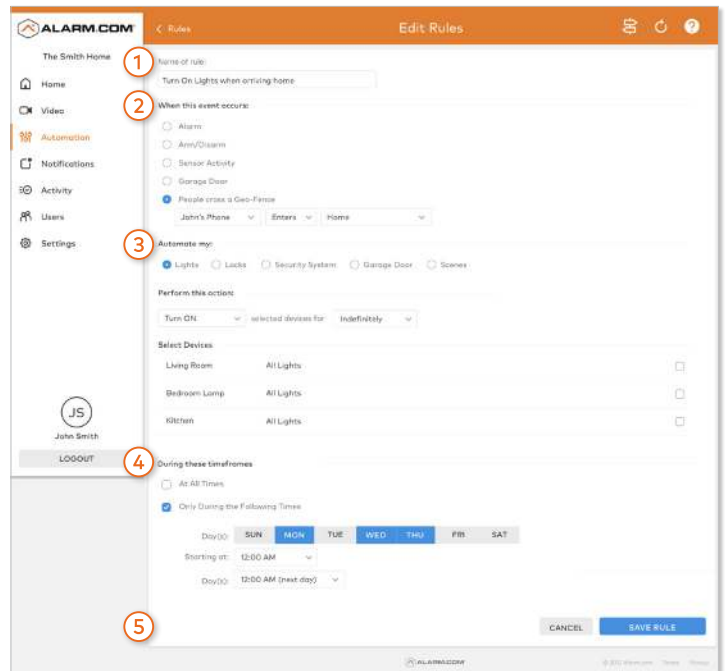 ALARM.COM
Rules
Edit Rules
?
The Smith Home
Home
Video
Automation
Notifications
Activity
Users
Settings
JS
John Smith
LOGOUT
1
Name of rule:
Turn On Lights when arriving home
2
When this event occurs:
Alarm
Arm/Disarm
Sensor Activity
Garage Door
People cross a Geo-Fence
John's Phone Enters Home
3
Automate my:
Lights Locks Security System Garage Door Scenes
Perform this action:
Turn ON selected devices for Indefinitely
Select Devices
Living Room All Lights
Bedroom Lamp All Lights
Kitchen All Lights
4
During these timeframes
At All Times
Only During the Following Times
Day(s): SUN MON TUE WED THU FRI SAT
Starting at: 12:00 AM
Day(s): 12:00 AM (next day)
5
CANCEL SAVE RULE
ALARM.COM